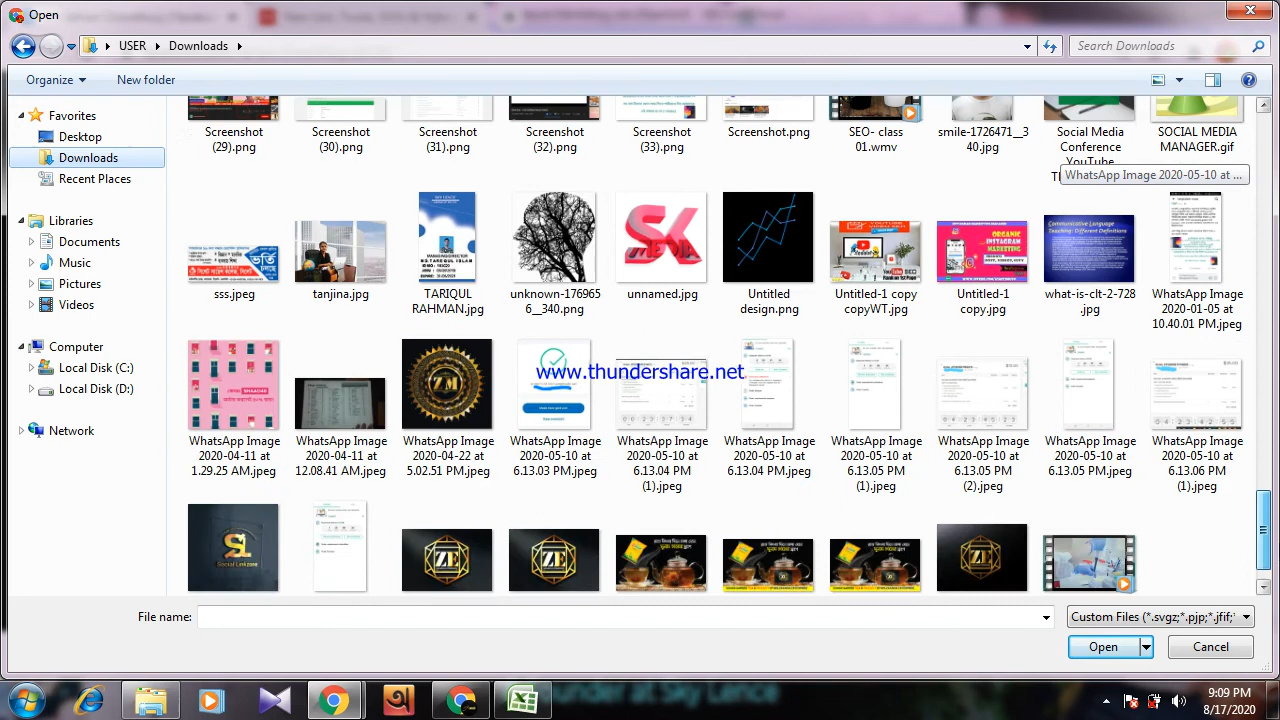 Open
USER
Downloads
Search Downloads
Organize
New folder
Favorites
Desktop
Downloads
Recent Places
Libraries
Documents
Music
Pictures
Videos
Computer
Local Disk (C:)
Local Disk (D:)
Network
Screenshot
(29).png
Screenshot
(30).png
Screenshot
(31).png
Screenshot
(32).png
Screenshot
(33).png
Screenshot.png
SEO- class
01.wmv
smile-1726471__3
40.jpg
Social Media
Conference
YouTube
SOCIAL MEDIA
MANAGER.gif
WhatsApp Image 2020-05-10 at ...
sss.jpeg
tanjina.jpg
TARIQUL
RAHMAN.jpg
unknown-176965
6__340.png
unnamed.jpg
Untitled
design.png
Untitled-1 copy
copyWT.jpg
Untitled-1
copy.jpg
what-is-clt-2-728
.jpg
WhatsApp Image
2020-01-05 at
10.40.01 PM.jpeg
ORGANIC
INSTAGRAM
MARKETING
Communicative Language
Teaching: Different Definitions
www.thundershare.net
WhatsApp Image
2020-04-11 at
1.29.25 AM.jpeg
WhatsApp Image
2020-04-11 at
12.08.41 AM.jpeg
WhatsApp Image
2020-04-22 at
5.02.51 PM.jpeg
WhatsApp Image
2020-05-10 at
6.13.03 PM.jpeg
WhatsApp Image
2020-05-10 at
6.13.04 PM
(1).jpeg
WhatsApp Image
2020-05-10 at
6.13.04 PM.jpeg
WhatsApp Image
2020-05-10 at
6.13.05 PM
(1).jpeg
WhatsApp Image
2020-05-10 at
6.13.05 PM
(2).jpeg
WhatsApp Image
2020-05-10 at
6.13.05 PM.jpeg
WhatsApp Image
2020-05-10 at
6.13.06 PM
(1).jpeg
File name:
Custom Files (*.svgz;*.pjp;*.jfif;*
Open
Cancel
9:09 PM
8/17/2020